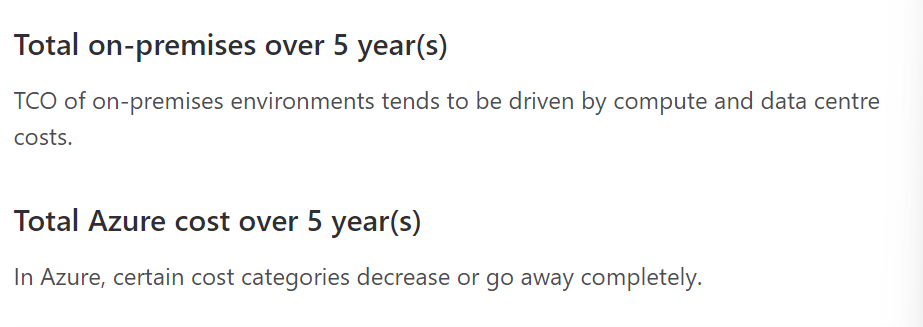 Total on-premises over 5 year(s)
TCO of on-premises environments tends to be driven by compute and data centre
costs.
Total Azure cost over 5 year(s)
In Azure, certain cost categories decrease or go away completely.